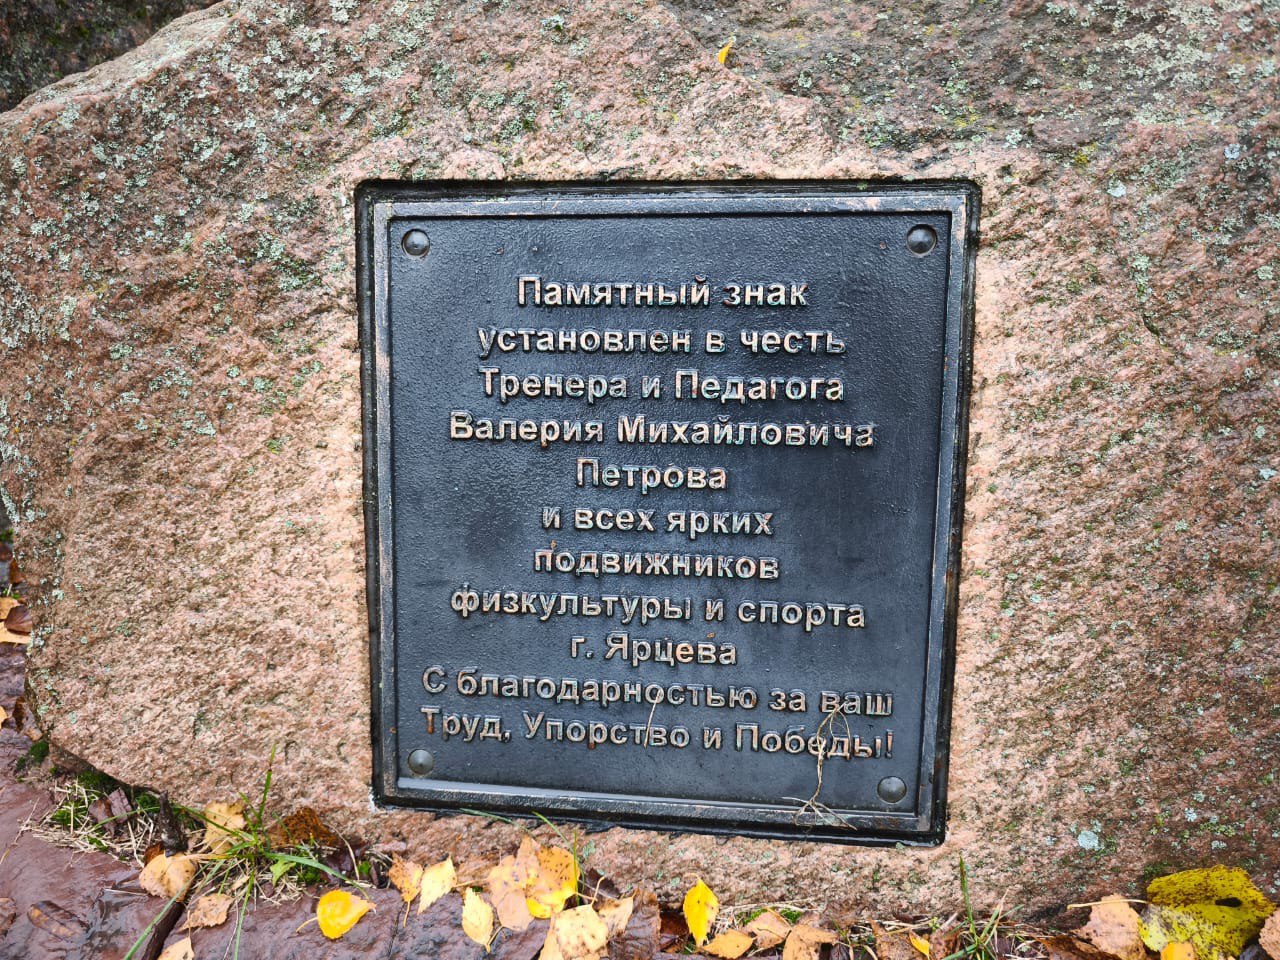 Памятный знак
установлен в честь
Тренера и Педагога
Валерия Михайловича
Петрова
и всех ярких
подвижников
физкультуры и спорта
г. Ярцева
С благодарностью за ваш
Труд, Упорство и Победы!